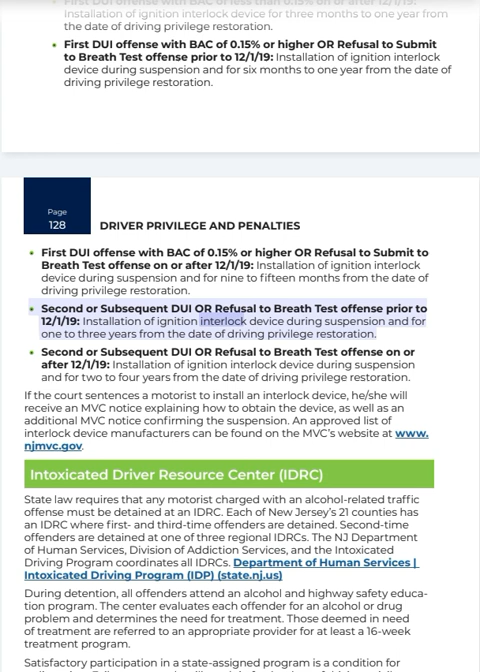 First DUI offense with BAC of less than 0.15% on or after 12/1/19:
Installation of ignition interlock device for three months to one year from
the date of driving privilege restoration.
• First DUI offense with BAC of 0.15% or higher OR Refusal to Submit
to Breath Test offense prior to 12/1/19: Installation of ignition interlock
device during suspension and for six months to one year from the date of
driving privilege restoration.
Page
128
DRIVER PRIVILEGE AND PENALTIES
• First DUI offense with BAC of 0.15% or higher OR Refusal to Submit to
Breath Test offense on or after 12/1/19: Installation of ignition interlock
device during suspension and for nine to fifteen months from the date of
driving privilege restoration.
• Second or Subsequent DUI OR Refusal to Breath Test offense prior to
12/1/19: Installation of ignition interlock device during suspension and for
one to three years from the date of driving privilege restoration.
• Second or Subsequent DUI OR Refusal to Breath Test offense on or
after 12/1/19: Installation of ignition interlock device during suspension
and for two to four years from the date of driving privilege restoration.
If the court sentences a motorist to install an interlock device, he/she will
receive an MVC notice explaining how to obtain the device, as well as an
additional MVC notice confirming the suspension. An approved list of
interlock device manufacturers can be found on the MVC's website at www.
njmvc.gov.
Intoxicated Driver Resource Center (IDRC)
State law requires that any motorist charged with an alcohol-related traffic
offense must be detained at an IDRC. Each of New Jersey's 21 counties has
an IDRC where first- and third-time offenders are detained. Second-time
offenders are detained at one of three regional IDRCs. The NJ Department
of Human Services, Division of Addiction Services, and the Intoxicated
Driving Program coordinates all IDRCs. Department of Human Services |
Intoxicated Driving Program (IDP) (state.nj.us)
During detention, all offenders attend an alcohol and highway safety educa-
tion program. The center evaluates each offender for an alcohol or drug
problem and determines the need for treatment. Those deemed in need
of treatment are referred to an appropriate provider for at least a 16-week
treatment program.
Satisfactory participation in a state-assigned program is a condition for